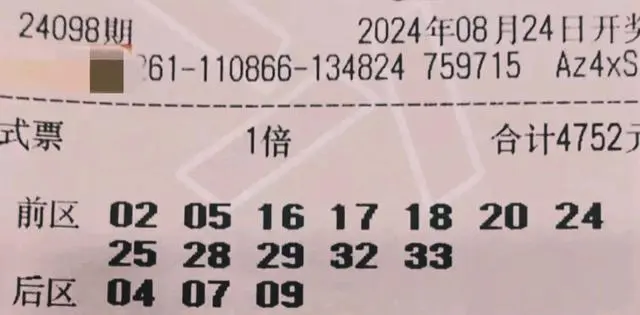 24098期 2024年08月24日开奖
261-110866-134824 759715 Az4xS
式票 1倍 合计4752元
前区 02 05 16 17 18 20 24
25 28 29 32 33
后区 04 07 09